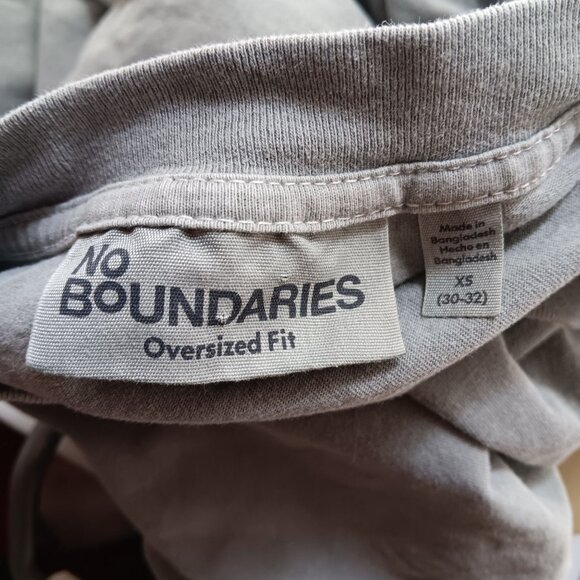 NO
BOUNDARIES
Oversized Fit
Made in
Bangladesh
Hecho en
Bangladesh
XS
(30-32)